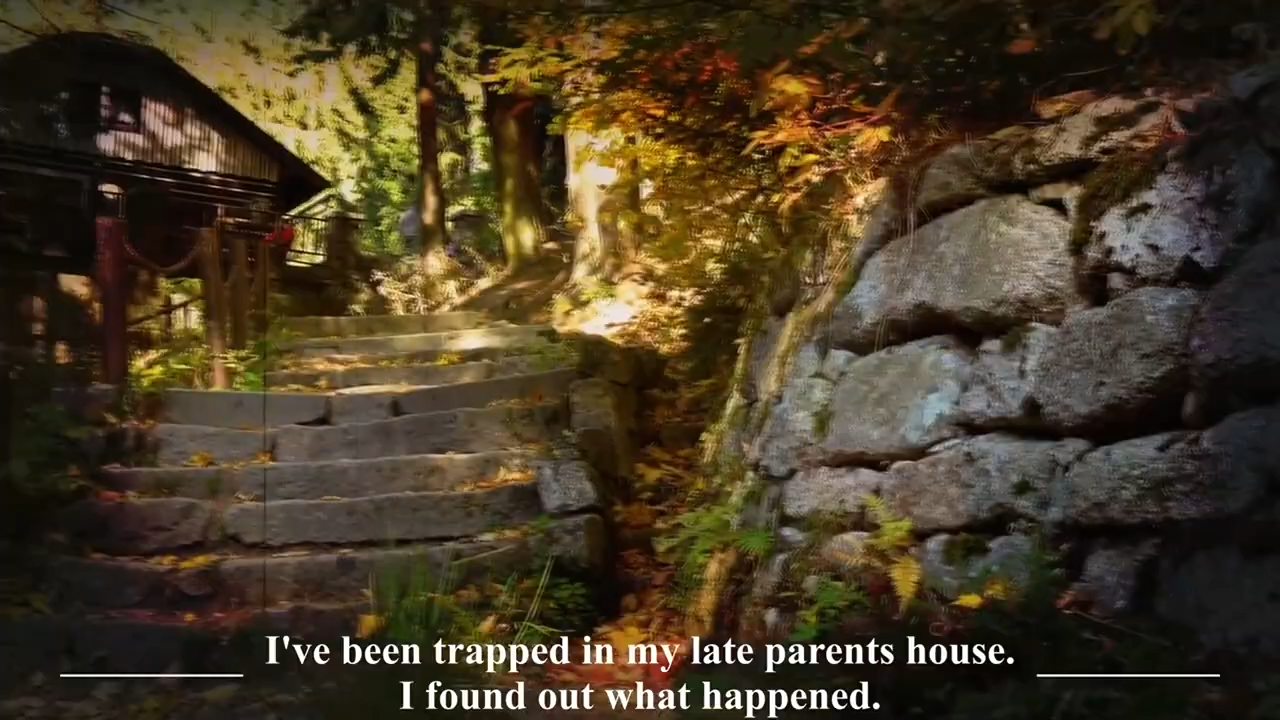 I've been trapped in my late parents house.
I found out what happened.